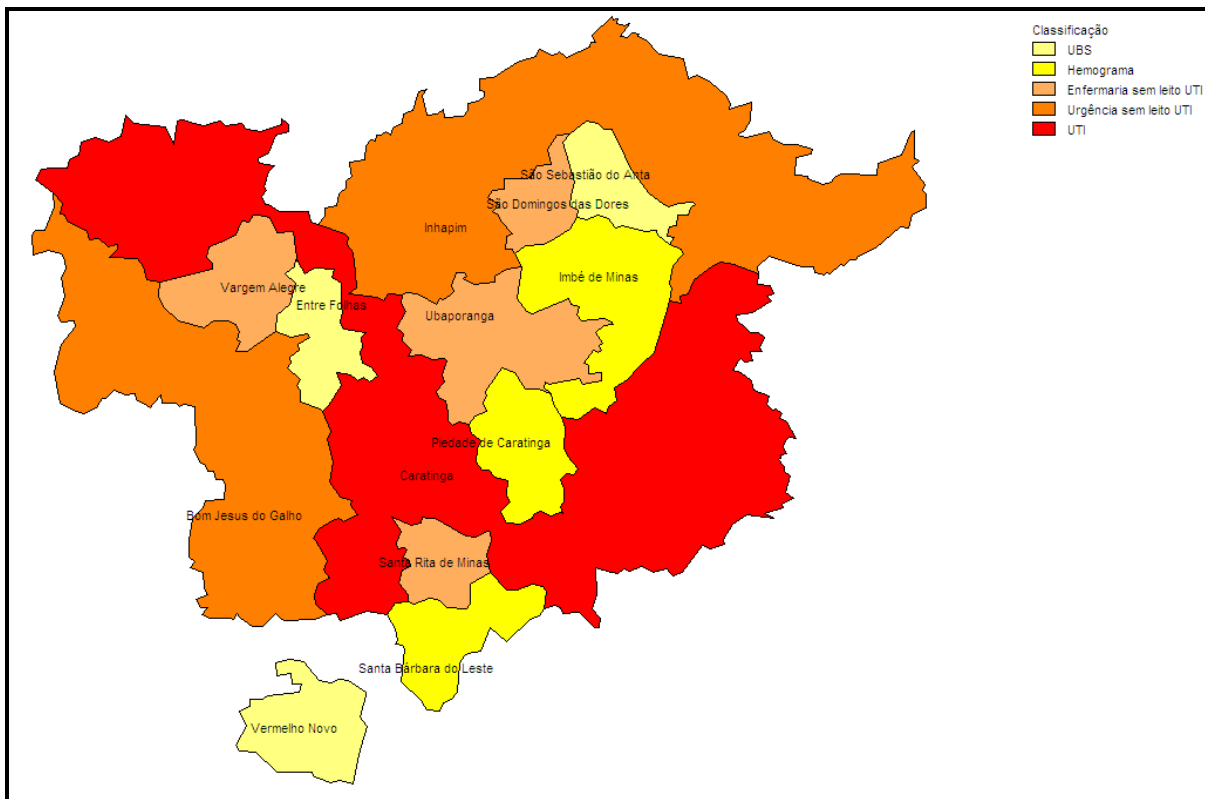 Classificação
UBS
Hemograma
Enfermaria sem leito UTI
Urgência sem leito UTI
UTI
São Sebastião do Anta
São Domingos das Dores
Inhapim
Imbé de Minas
Vargem Alegre
Entre Folhas
Ubaporanga
Piedade de Caratinga
Caratinga
Bom Jesus do Galho
Santa Rita de Minas
Santa Bárbara do Leste
Vermelho Novo